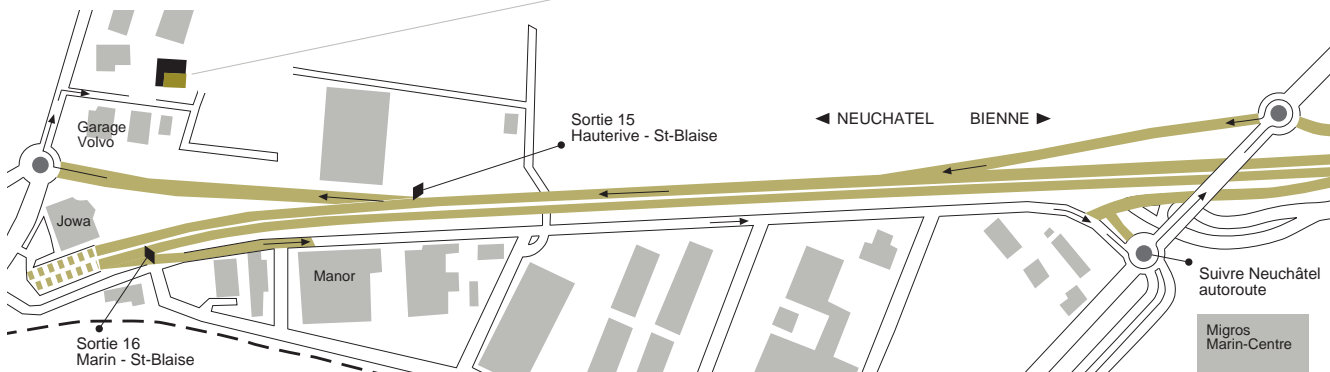 Garage
Volvo
Sortie 15
Hauterive - St-Blaise
◄ NEUCHATEL
BIENNE ►
Jowa
Manor
Suivre Neuchâtel
autoroute
Sortie 16
Marin - St-Blaise
Migros
Marin-Centre